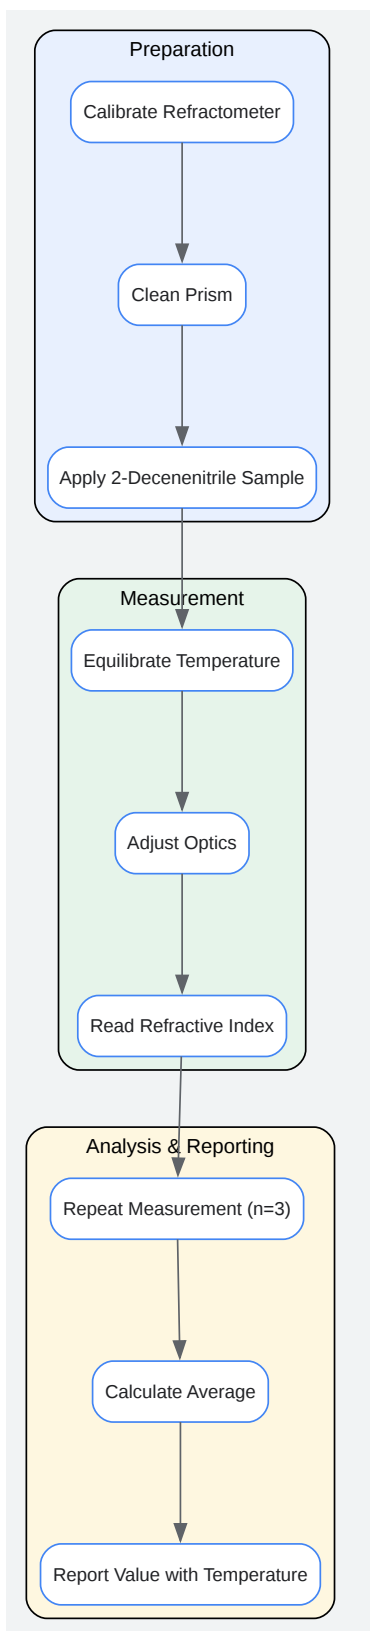 Preparation
Calibrate Refractometer
Clean Prism
Apply 2-Decenenitrile Sample
Measurement
Equilibrate Temperature
Adjust Optics
Read Refractive Index
Analysis & Reporting
Repeat Measurement (n=3)
Calculate Average
Report Value with Temperature